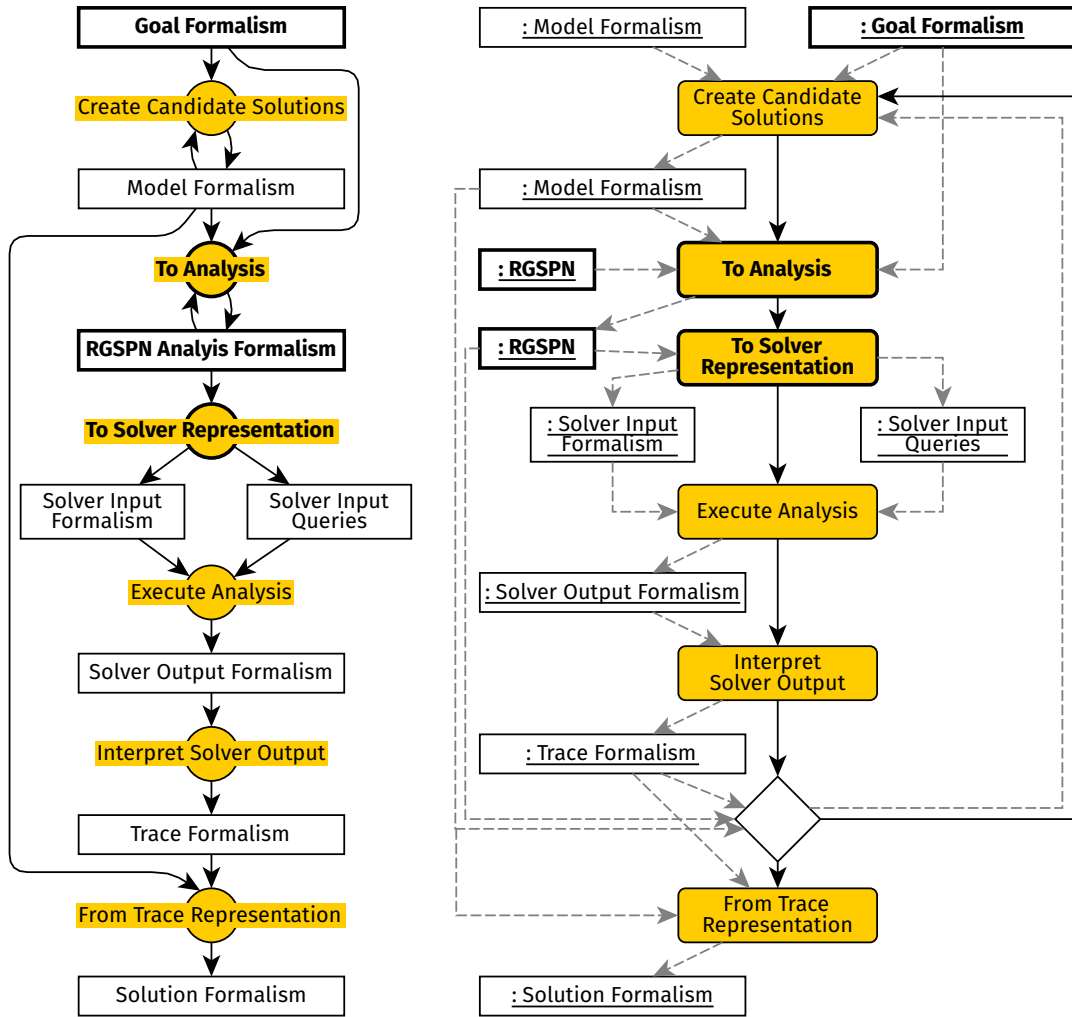 Goal Formalism
Create Candidate Solutions
Model Formalism
To Analysis
RGSPN Analyis Formalism
To Solver Representation
Solver Input
Formalism
Solver Input
Queries
Execute Analysis
Solver Output Formalism
Interpret Solver Output
Trace Formalism
From Trace Representation
Solution Formalism
: Model Formalism
: Goal Formalism
Create Candidate
Solutions
: Model Formalism
: RGSPN
To Analysis
: RGSPN
To Solver
Representation
: Solver Input
Formalism
: Solver Input
Queries
Execute Analysis
: Solver Output Formalism
Interpret
Solver Output
: Trace Formalism
From Trace
Representation
: Solution Formalism